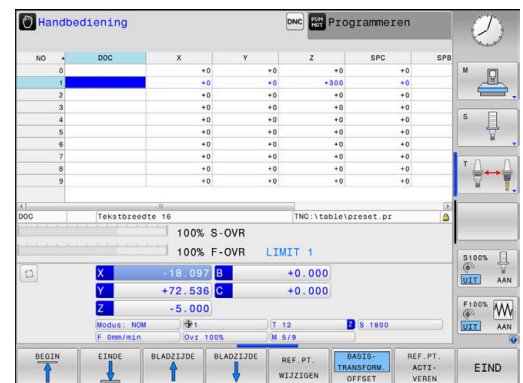 Handbediening DNC PGM MGT Programmeren
NO DOC X Y Z SPC SPB
0 +0 +0 +0 +0
1 +0 +0 +300 +0
2 +0 +0 +0 +0
3 +0 +0 +0 +0
4 +0 +0 +0 +0
5 +0 +0 +0 +0
6 +0 +0 +0 +0
7 +0 +0 +0 +0
8 +0 +0 +0 +0
9 +0 +0 +0 +0
DOC Tekstbreedte 16 TNC:\table\preset.pr
100% S-OVR
100% F-OVR LIMIT 1
X -18.097 B +0.000
Y +72.536 C +0.000
Z -5.000
Modus: NOM 1 T 12 Z S 1800
F 0mm/min Ovr 100% M 5/9
M
S
T
S100%
UIT AAN
F100%
UIT AAN
BEGIN EINDE BLADZIJDE BLADZIJDE REF.PT. WIJZIGEN BASIS-TRANSFORM. OFFSET REF.PT. ACTI-VEREN EIND